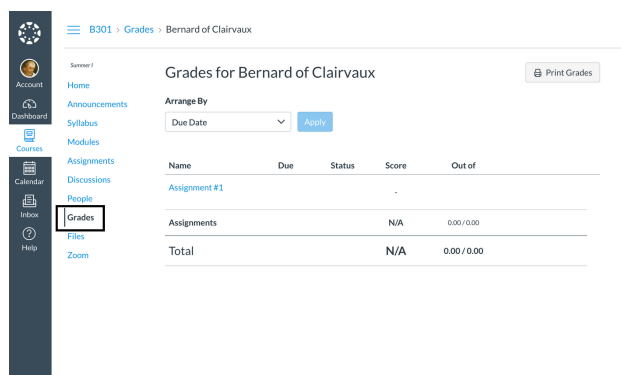 B301 > Grades > Bernard of Clairvaux
Account
Dashboard
Courses
Calendar
Inbox
Help
Summer I
Home
Announcements
Syllabus
Modules
Assignments
Discussions
People
Grades
Files
Zoom
Grades for Bernard of Clairvaux
Print Grades
Arrange By
Due Date
Apply
Name Due Status Score Out of
Assignment #1 -
Assignments N/A 0.00 / 0.00
Total N/A 0.00 / 0.00